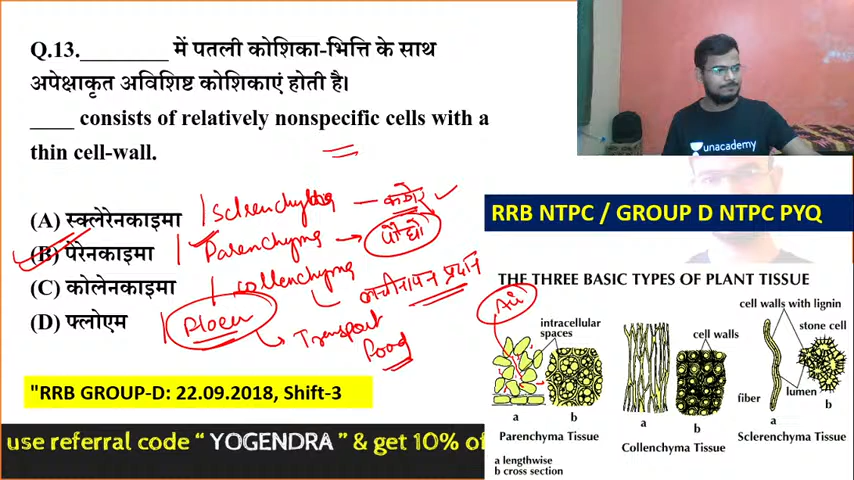 Q.13.________ में पतली कोशिका-भित्ति के साथ
अपेक्षाकृत अविशिष्ट कोशिकाएं होती है।
____ consists of relatively nonspecific cells with a
thin cell-wall.
(A) स्क्लेरेनकाइमा
(B) पेरेनकाइमा
(C) कोलेनकाइमा
(D) फ्लोएम
Parenchyma
collenchyma
लचीलापन प्रदान
Transport
food
"RRB GROUP-D: 22.09.2018, Shift-3
use referral code “ YOGENDRA ” & get 10% of
unacademy
RRB NTPC / GROUP D NTPC PYQ
THE THREE BASIC TYPES OF PLANT TISSUE
intracellular
spaces
a
b
Parenchyma Tissue
a lengthwise
b cross section
cell walls
a
b
Collenchyma Tissue
cell walls with lignin
stone cell
lumen
fiber
a
b
Sclerenchyma Tissue